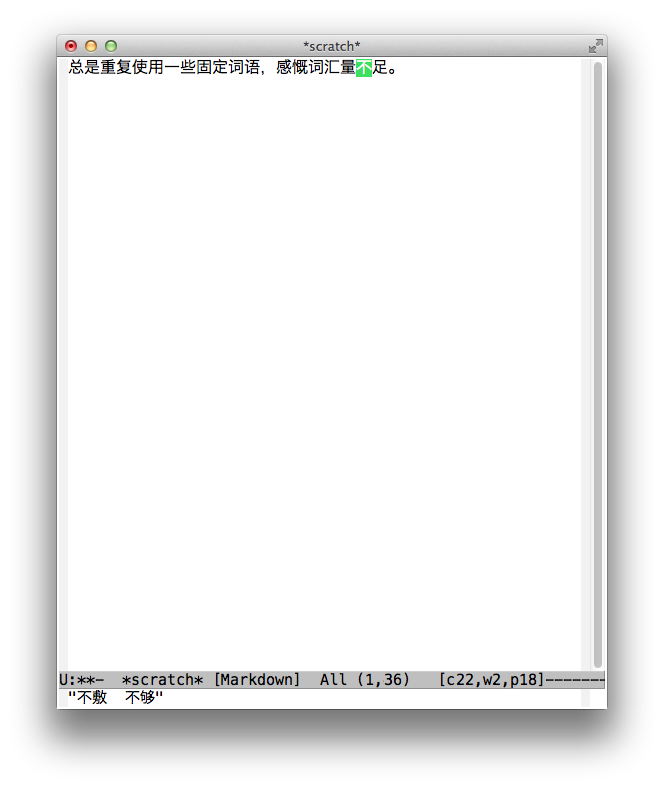 *scratch*
总是重复使用一些固定词语，感慨词汇量不足。
U:**-  *scratch* [Markdown]  All (1,36)   [c22,w2,p18]-------
"不敷  不够"